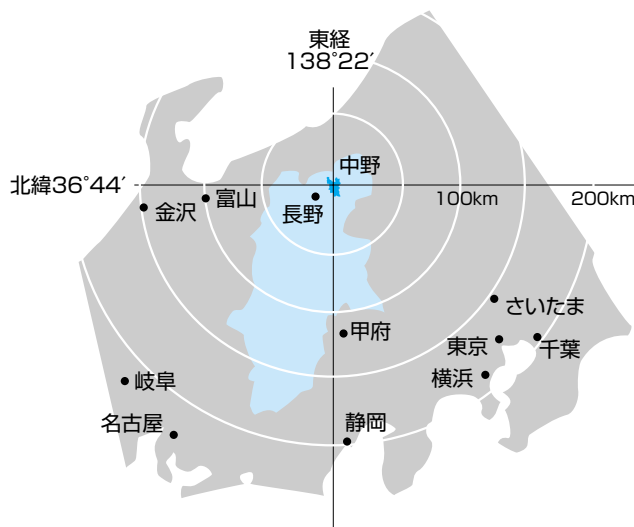 東経
138°22′
中野
北緯36°44′
長野
富山
金沢
100km
200km
さいたま
甲府
東京
千葉
横浜
岐阜
名古屋
静岡